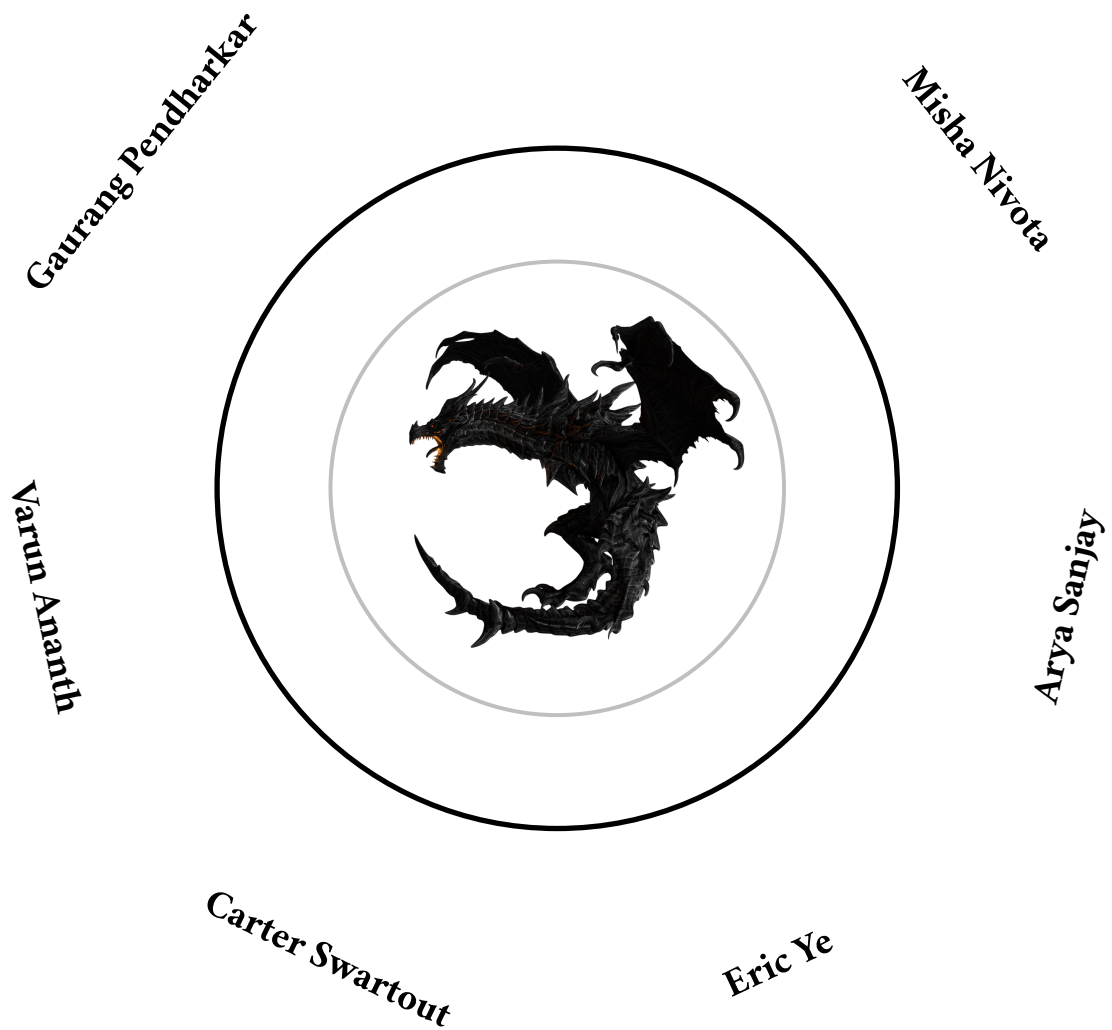 Gaurang Pendharkar
Misha Nivota
Varun Ananth
Arya Sanjay
Carter Swartout
Eric Ye